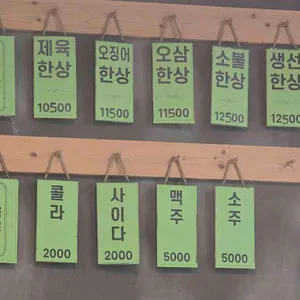 제육
한상
10500
오징어
한상
11500
오삼
한상
11500
소불
한상
12500
생선
한상
12500
콜라
2000
사이다
2000
맥주
5000
소주
5000